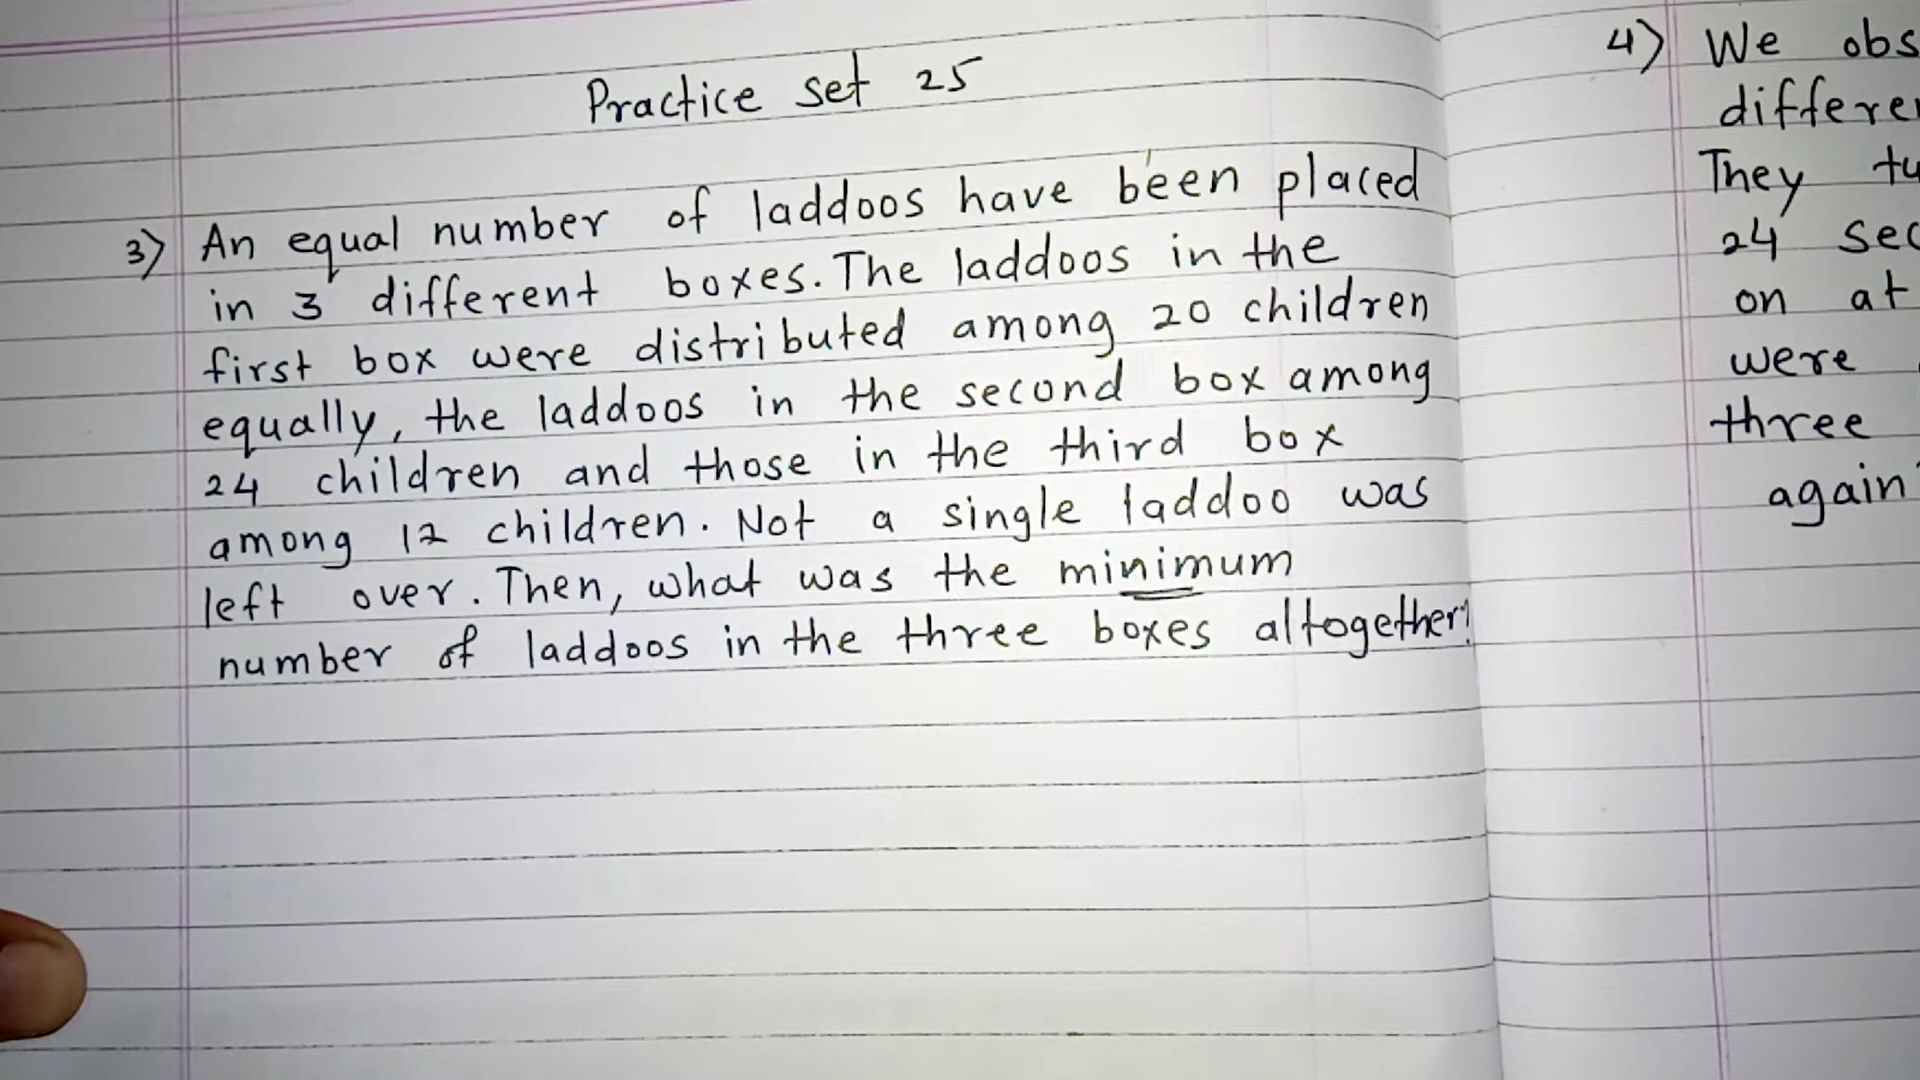 Practice set 25
3) An equal number of laddoos have been placed
in 3 different boxes. The laddoos in the
first box were distributed among 20 children
equally, the laddoos in the second box among
24 children and those in the third box
among 12 children. Not a single laddoo was
left over. Then, what was the minimum
number of laddoos in the three boxes altogether?
4) We obs
differe
They tu
24 sec
on at
were
three
again